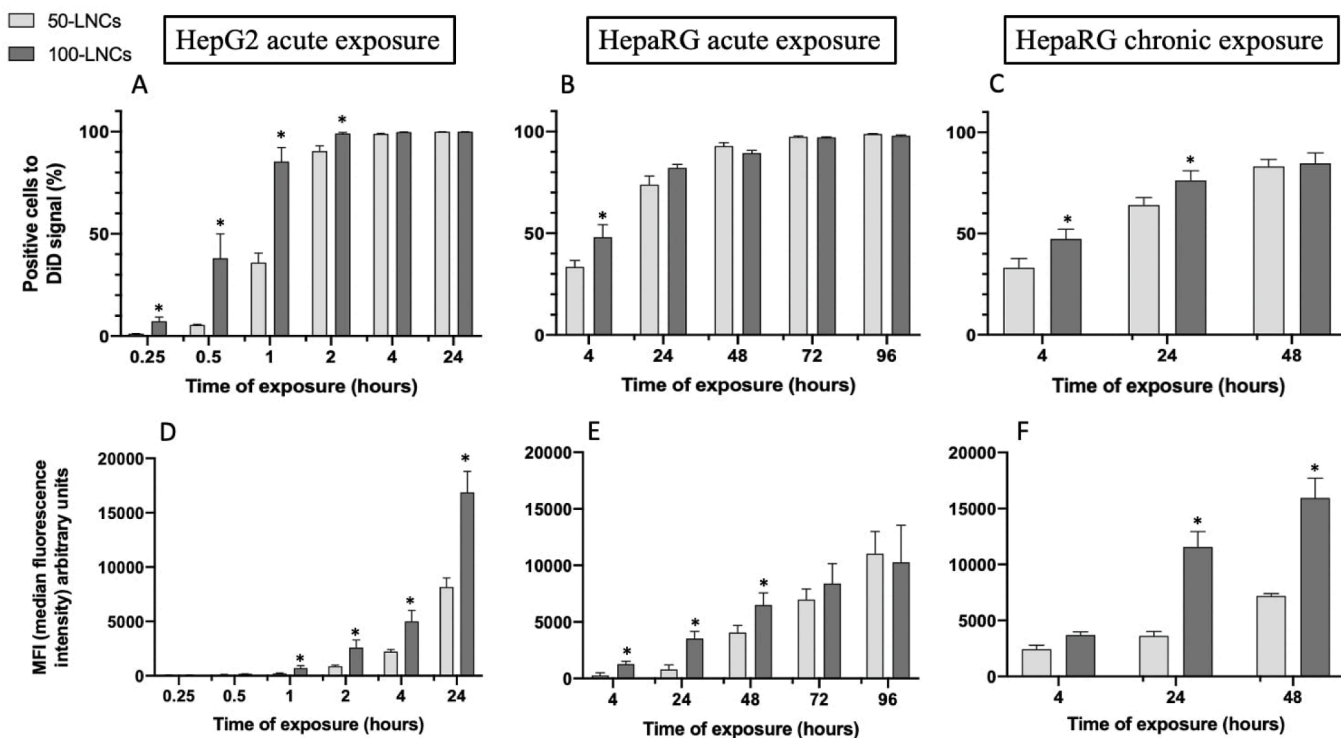 50-LNCs
100-LNCs
HepG2 acute exposure
HepaRG acute exposure
HepaRG chronic exposure
A
Positive cells to
DiD signal (%)
100
50
0
* * * *
0.25 0.5 1 2 4 24
Time of exposure (hours)
B
100
50
0
*
4 24 48 72 96
Time of exposure (hours)
C
100
50
0
* *
4 24 48
Time of exposure (hours)
D
MFI (median fluorescence
intensity) arbitrary units
20000
15000
10000
5000
0
* * * *
0.25 0.5 1 2 4 24
Time of exposure (hours)
E
20000
15000
10000
5000
0
* * *
4 24 48 72 96
Time of exposure (hours)
F
20000
15000
10000
5000
0
* *
4 24 48
Time of exposure (hours)